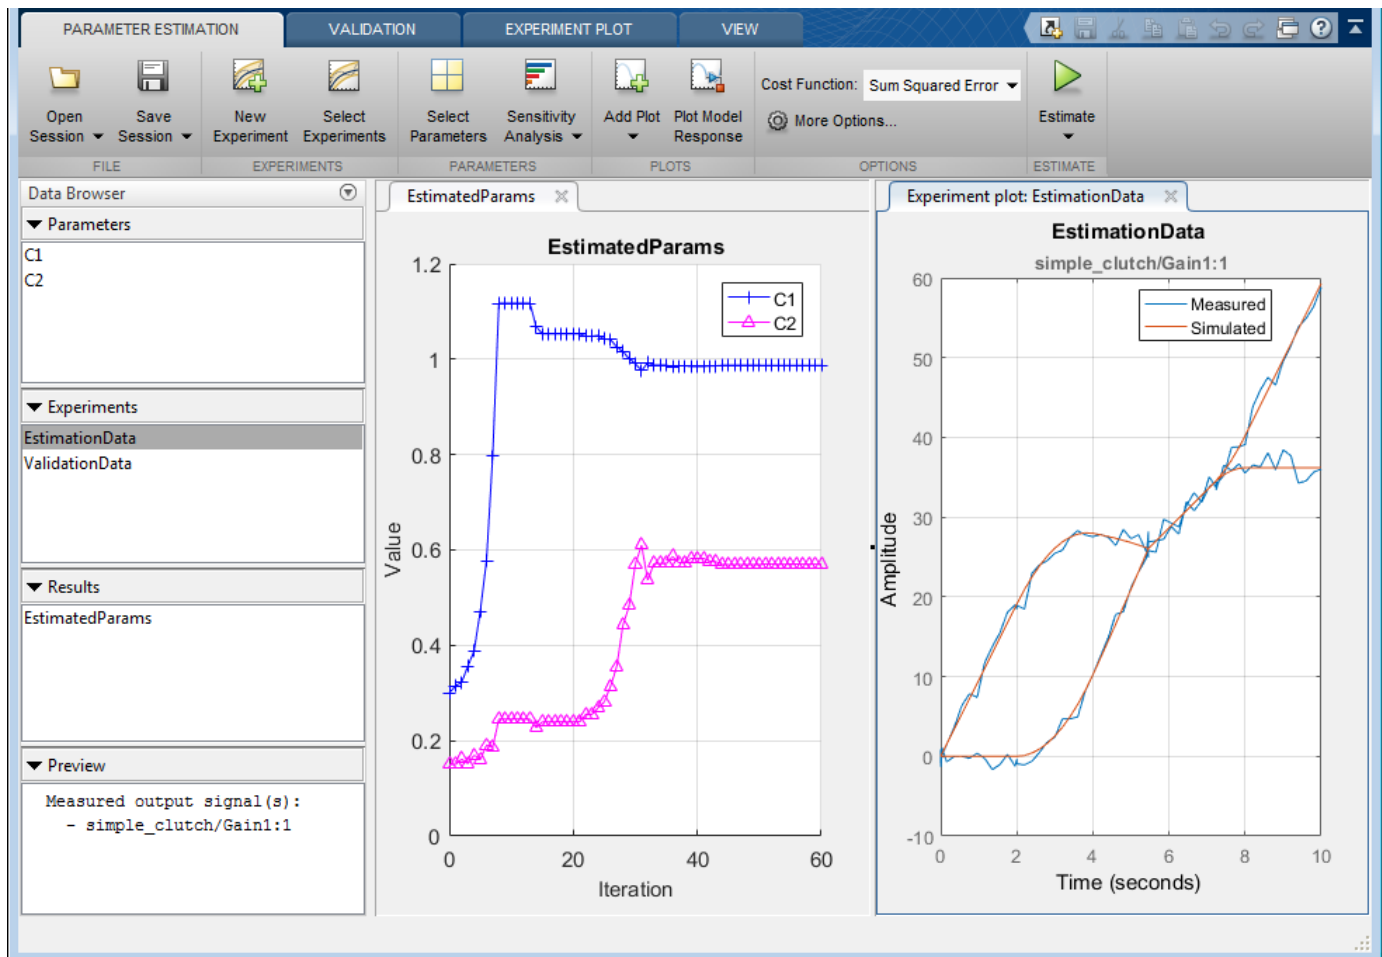 PARAMETER ESTIMATION VALIDATION EXPERIMENT PLOT VIEW
Cost Function: Sum Squared Error
More Options...
Open Session
Save Session
New Experiment
Select Experiments
Select Parameters
Sensitivity Analysis
Add Plot
Plot Model Response
Estimate
FILE EXPERIMENTS PARAMETERS PLOTS OPTIONS ESTIMATE
Data Browser
Parameters
C1
C2
Experiments
EstimationData
ValidationData
Results
EstimatedParams
Preview
Measured output signal(s):
- simple_clutch/Gain1:1
EstimatedParams
EstimatedParams
1.2
1
0.8
0.6
0.4
0.2
0
Value
C1
C2
0 20 40 60
Iteration
Experiment plot: EstimationData
EstimationData
simple_clutch/Gain1:1
60
50
40
30
20
10
0
-10
Amplitude
Measured
Simulated
0 2 4 6 8 10
Time (seconds)